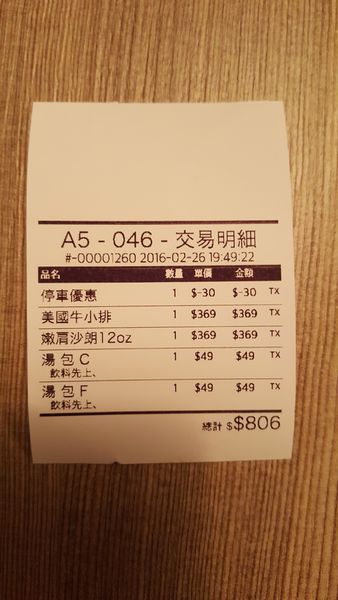 A5 - 046 - 交易明細
#-00001260 2016-02-26 19:49:22
品名 數量 單價 金額
停車優惠 1 $-30 $-30 TX
美國牛小排 1 $369 $369 TX
嫩肩沙朗12oz 1 $369 $369 TX
湯 包 C 1 $49 $49 TX
飲料先上、
湯 包 F 1 $49 $49 TX
飲料先上、
總計 $$806